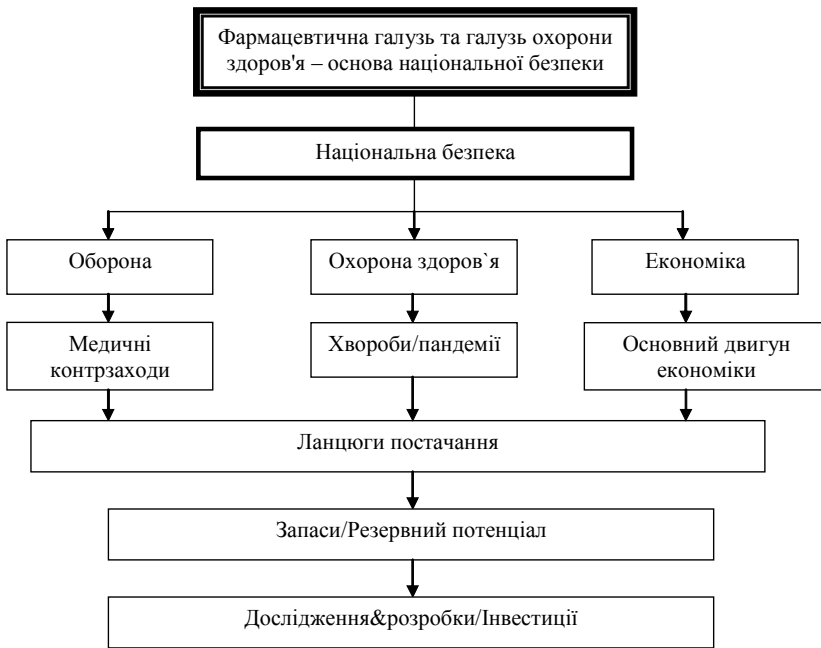 Фармацевтична галузь та галузь охорони
здоров'я – основа національної безпеки
Національна безпека
Оборона
Охорона здоров`я
Економіка
Медичні
контрзаходи
Хвороби/пандемії
Основний двигун
економіки
Ланцюги постачання
Запаси/Резервний потенціал
Дослідження&розробки/Інвестиції